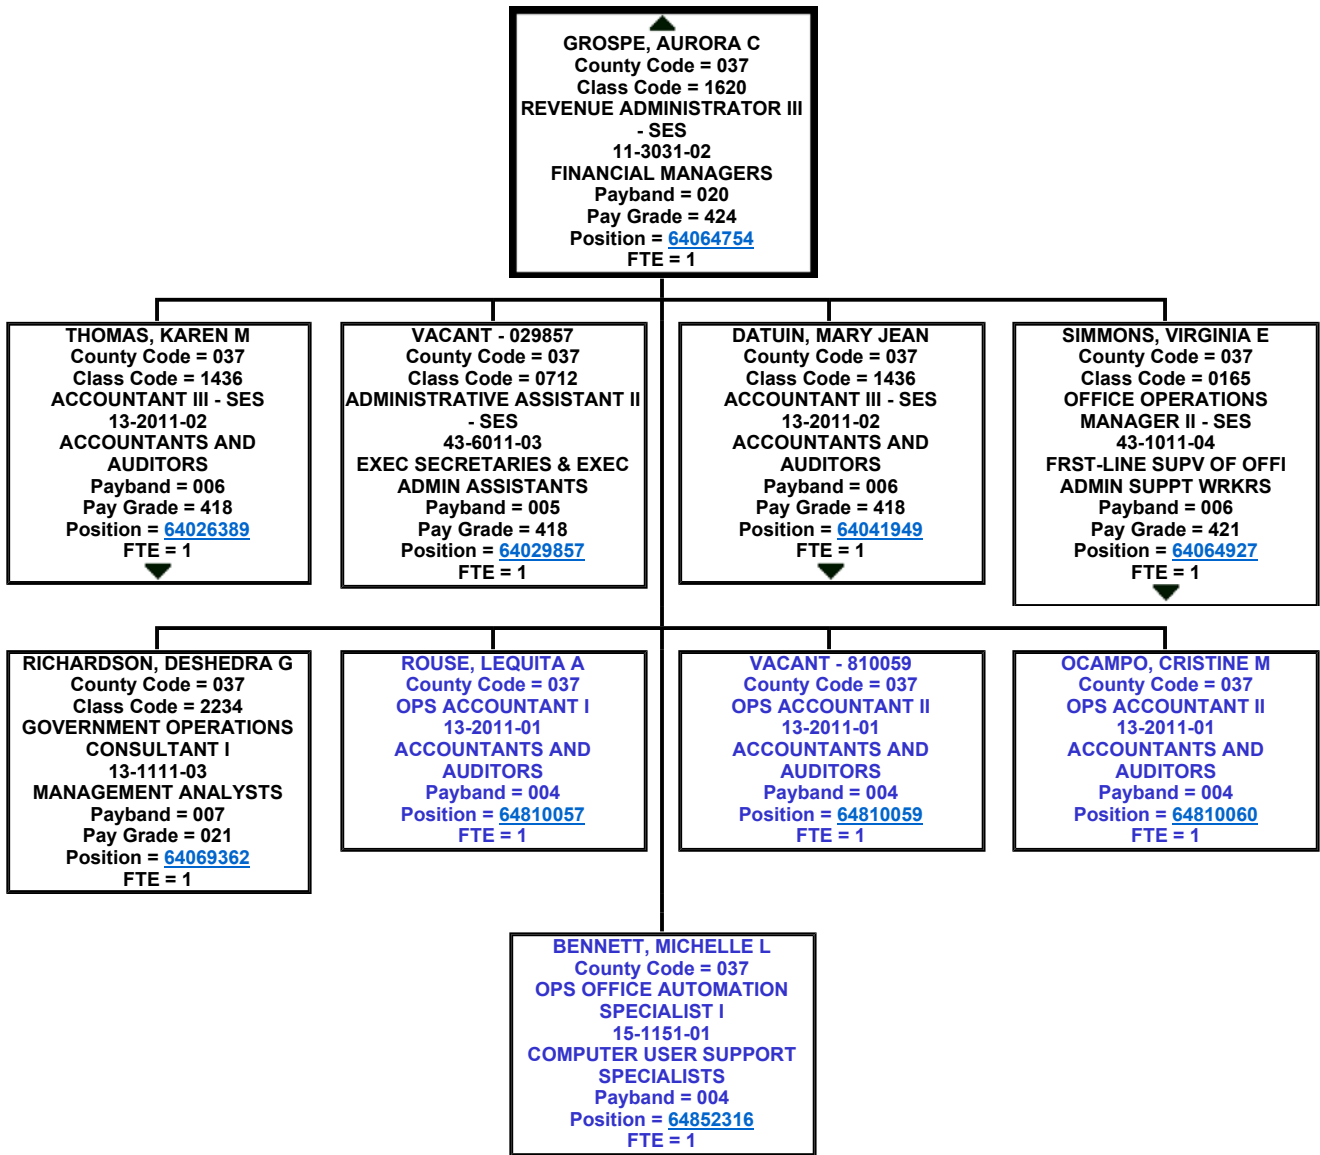 GROSPE, AURORA C
County Code = 037
Class Code = 1620
REVENUE ADMINISTRATOR III
- SES
11-3031-02
FINANCIAL MANAGERS
Payband = 020
Pay Grade = 424
Position = 64064754
FTE = 1
THOMAS, KAREN M
County Code = 037
Class Code = 1436
ACCOUNTANT III - SES
13-2011-02
ACCOUNTANTS AND
AUDITORS
Payband = 006
Pay Grade = 418
Position = 64026389
FTE = 1
VACANT - 029857
County Code = 037
Class Code = 0712
ADMINISTRATIVE ASSISTANT II
- SES
43-6011-03
EXEC SECRETARIES & EXEC
ADMIN ASSISTANTS
Payband = 005
Pay Grade = 418
Position = 64029857
FTE = 1
DATUIN, MARY JEAN
County Code = 037
Class Code = 1436
ACCOUNTANT III - SES
13-2011-02
ACCOUNTANTS AND
AUDITORS
Payband = 006
Pay Grade = 418
Position = 64041949
FTE = 1
SIMMONS, VIRGINIA E
County Code = 037
Class Code = 0165
OFFICE OPERATIONS
MANAGER II - SES
43-1011-04
FRST-LINE SUPV OF OFFI
ADMIN SUPPT WRKRS
Payband = 006
Pay Grade = 421
Position = 64064927
FTE = 1
RICHARDSON, DESHEDRA G
County Code = 037
Class Code = 2234
GOVERNMENT OPERATIONS
CONSULTANT I
13-1111-03
MANAGEMENT ANALYSTS
Payband = 007
Pay Grade = 021
Position = 64069362
FTE = 1
ROUSE, LEQUITA A
County Code = 037
OPS ACCOUNTANT I
13-2011-01
ACCOUNTANTS AND
AUDITORS
Payband = 004
Position = 64810057
FTE = 1
VACANT - 810059
County Code = 037
OPS ACCOUNTANT II
13-2011-01
ACCOUNTANTS AND
AUDITORS
Payband = 004
Position = 64810059
FTE = 1
OCAMPO, CRISTINE M
County Code = 037
OPS ACCOUNTANT II
13-2011-01
ACCOUNTANTS AND
AUDITORS
Payband = 004
Position = 64810060
FTE = 1
BENNETT, MICHELLE L
County Code = 037
OPS OFFICE AUTOMATION
SPECIALIST I
15-1151-01
COMPUTER USER SUPPORT
SPECIALISTS
Payband = 004
Position = 64852316
FTE = 1